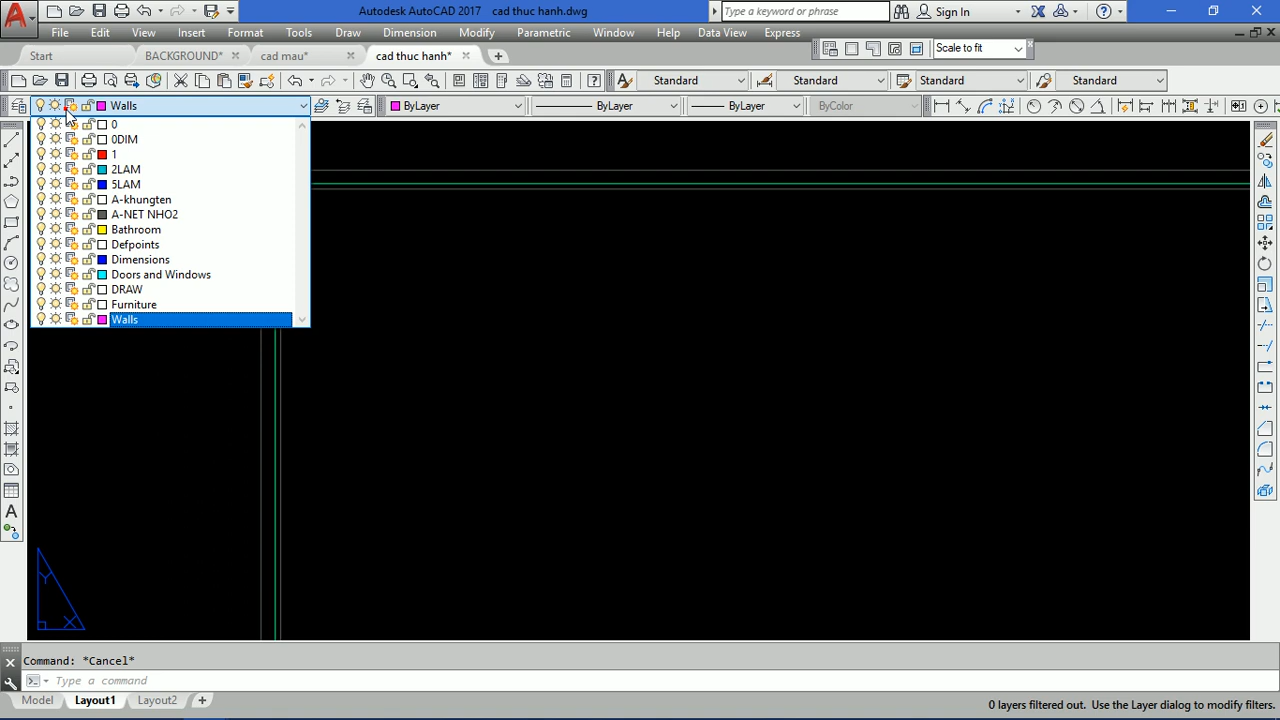 Autodesk AutoCAD 2017 cad thuc hanh.dwg
Type a keyword or phrase
Sign In
File Edit View Insert Format Tools Draw Dimension Modify Parametric Window Help Data View Express
Start BACKGROUND* cad mau* cad thuc hanh*
Scale to fit
Standard Standard Standard Standard
Walls ByLayer ByLayer ByLayer ByColor
0
0DIM
1
2LAM
5LAM
A-khungten
A-NET NHO2
Bathroom
Defpoints
Dimensions
Doors and Windows
DRAW
Furniture
Walls
Y
X
Command: *Cancel*
Type a command
Model Layout1 Layout2
0 layers filtered out. Use the Layer dialog to modify filters.